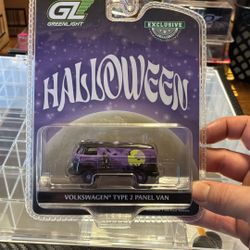 GL
GREENLIGHT
EXCLUSIVE
HALLOWEEN
VOLKSWAGEN® TYPE 2 PANEL VAN